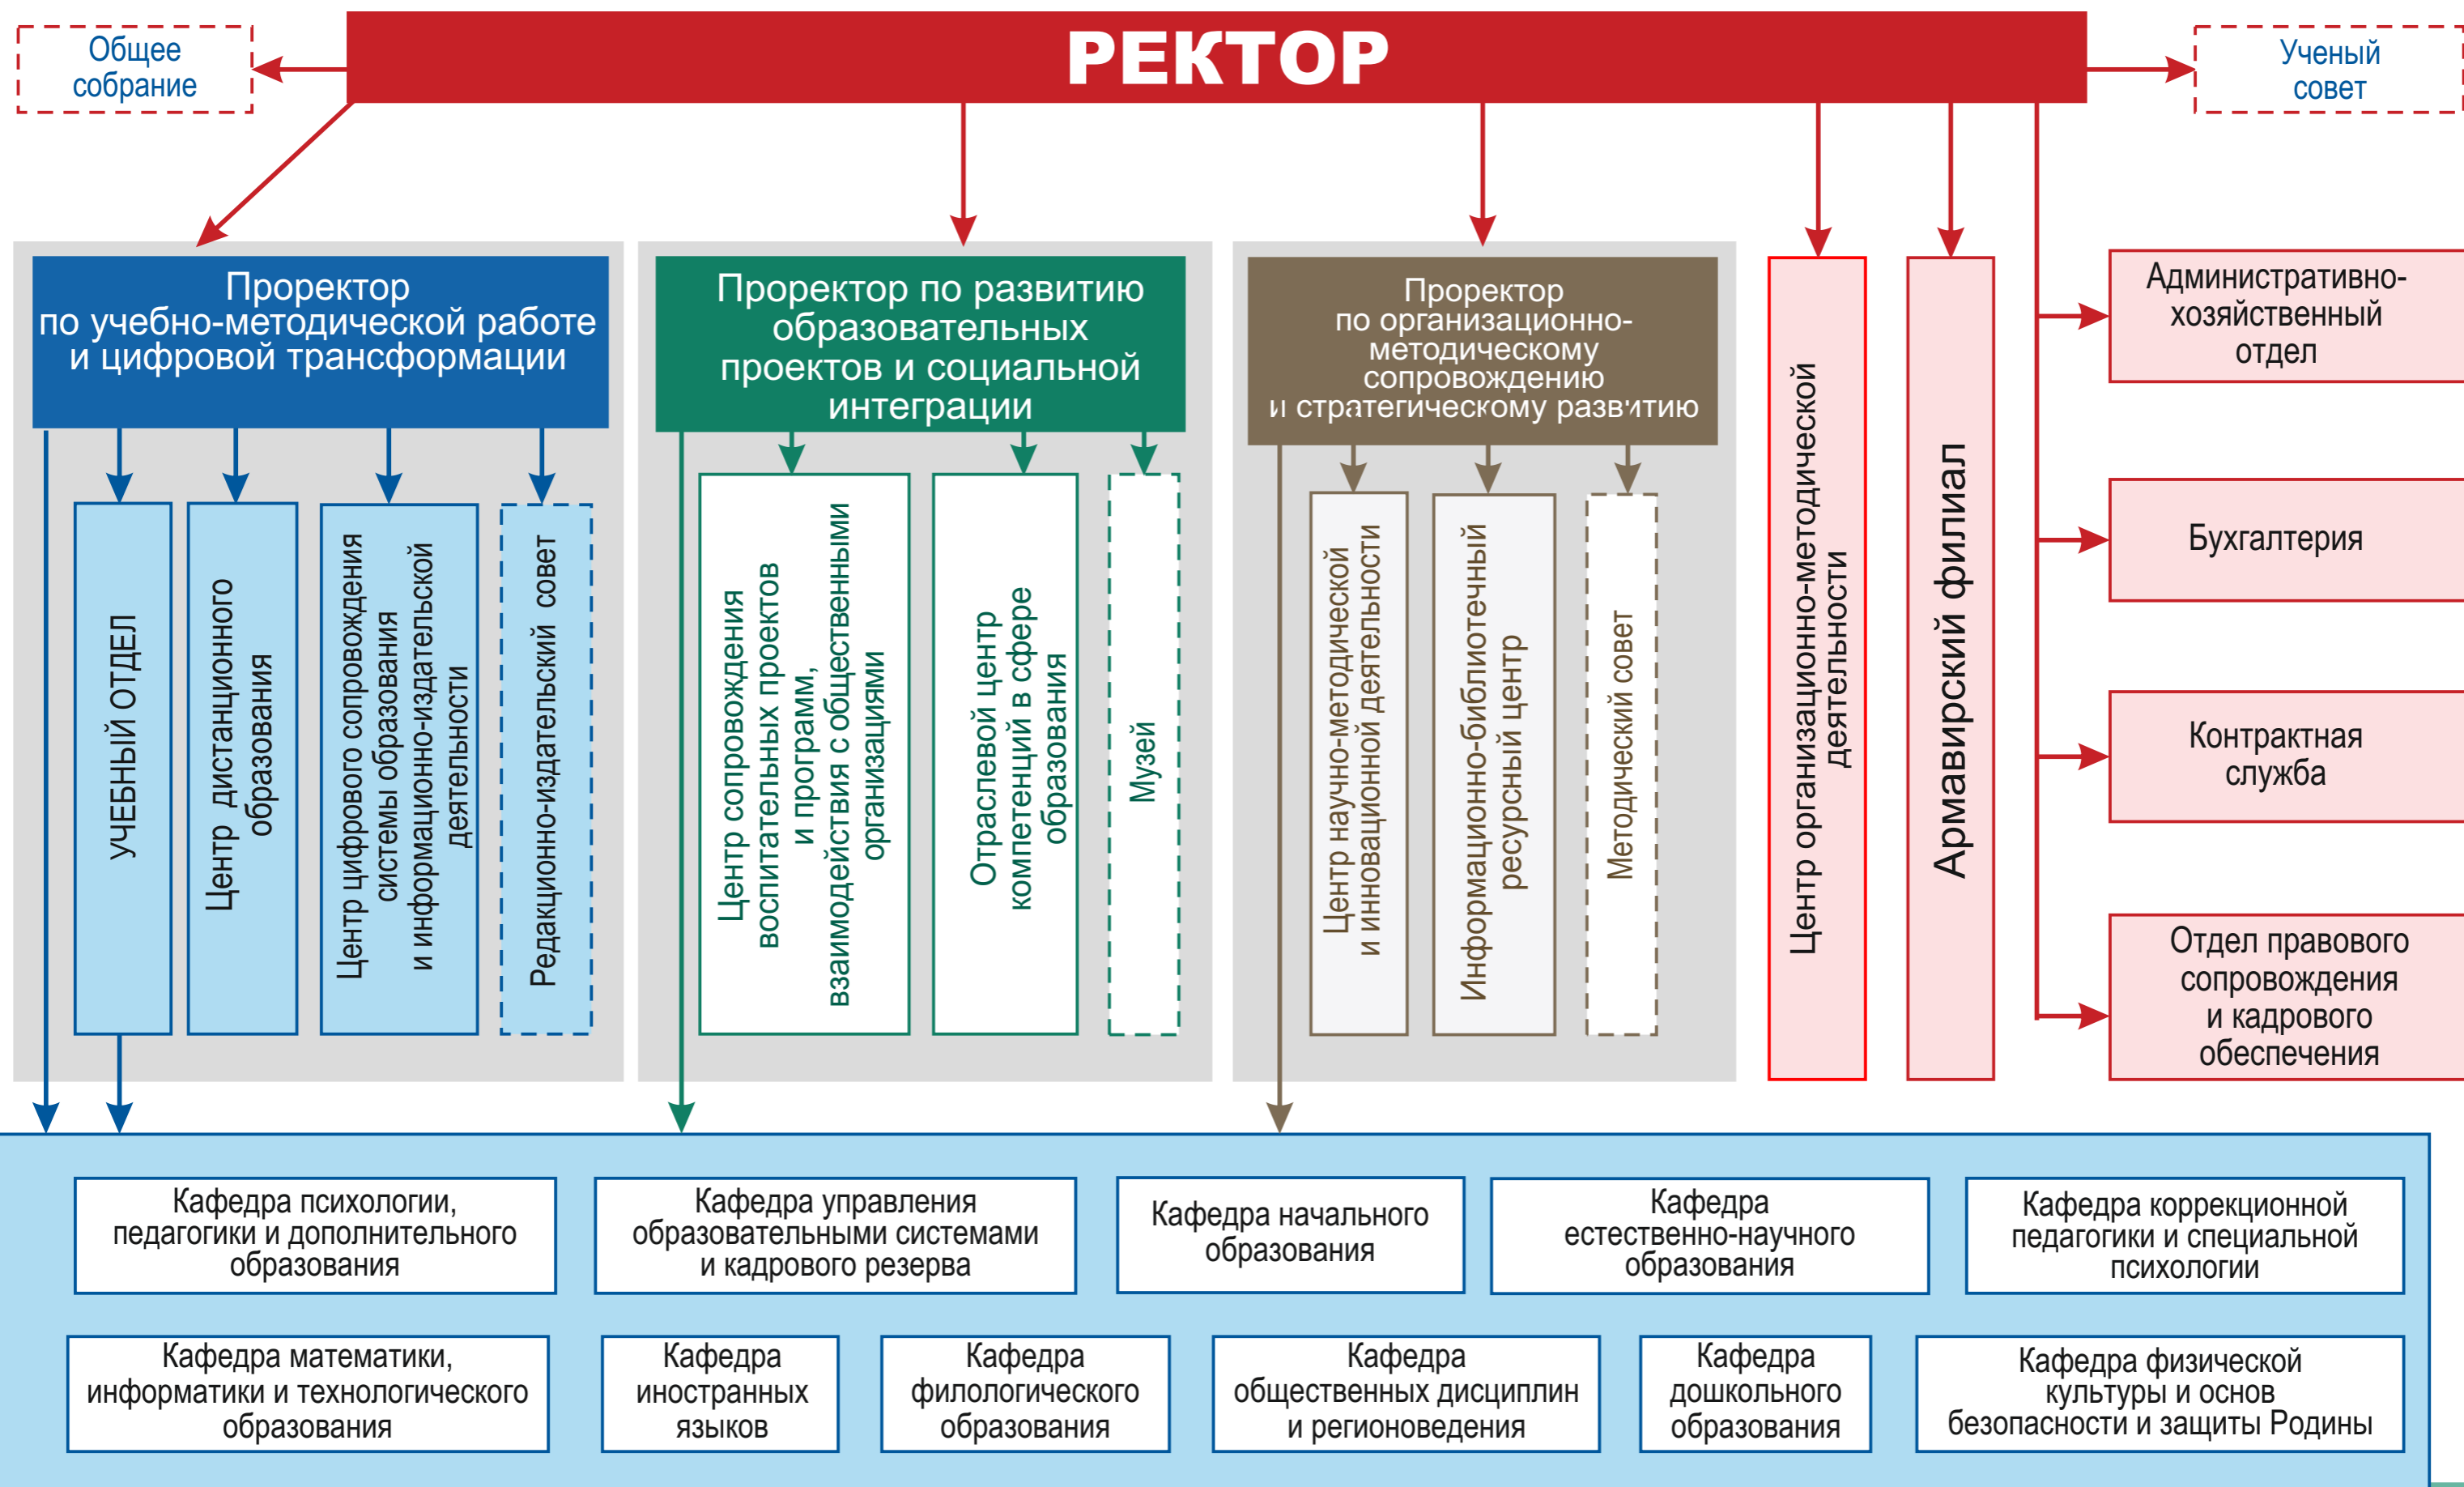 Общее
собрание
РЕКТОР
Ученый
совет
Проректор
по учебно-методической работе
и цифровой трансформации
Проректор по развитию
образовательных
проектов и социальной
интеграции
Проректор
по организационно-
методическому
сопровождению
и стратегическому развитию
УЧЕБНЫЙ ОТДЕЛ
Центр дистанционного
образования
Центр цифрового сопровождения
системы образования
и информационно-издательской
деятельности
Редакционно-издательский совет
Центр сопровождения
воспитательных проектов
и программ,
взаимодействия с общественными
организациями
Отраслевой центр
компетенций в сфере
образования
Музей
Центр научно-методической
и инновационной деятельности
Информационно-библиотечный
ресурсный центр
Методический совет
Центр организационно-методической
деятельности
Армавирский филиал
Административно-
хозяйственный
отдел
Бухгалтерия
Контрактная
служба
Отдел правового
сопровождения
и кадрового
обеспечения
Кафедра психологии,
педагогики и дополнительного
образования
Кафедра управления
образовательными системами
и кадрового резерва
Кафедра начального
образования
Кафедра
естественно-научного
образования
Кафедра коррекционной
педагогики и специальной
психологии
Кафедра математики,
информатики и технологического
образования
Кафедра
иностранных
языков
Кафедра
филологического
образования
Кафедра
общественных дисциплин
и регионоведения
Кафедра
дошкольного
образования
Кафедра физической
культуры и основ
безопасности и защиты Родины